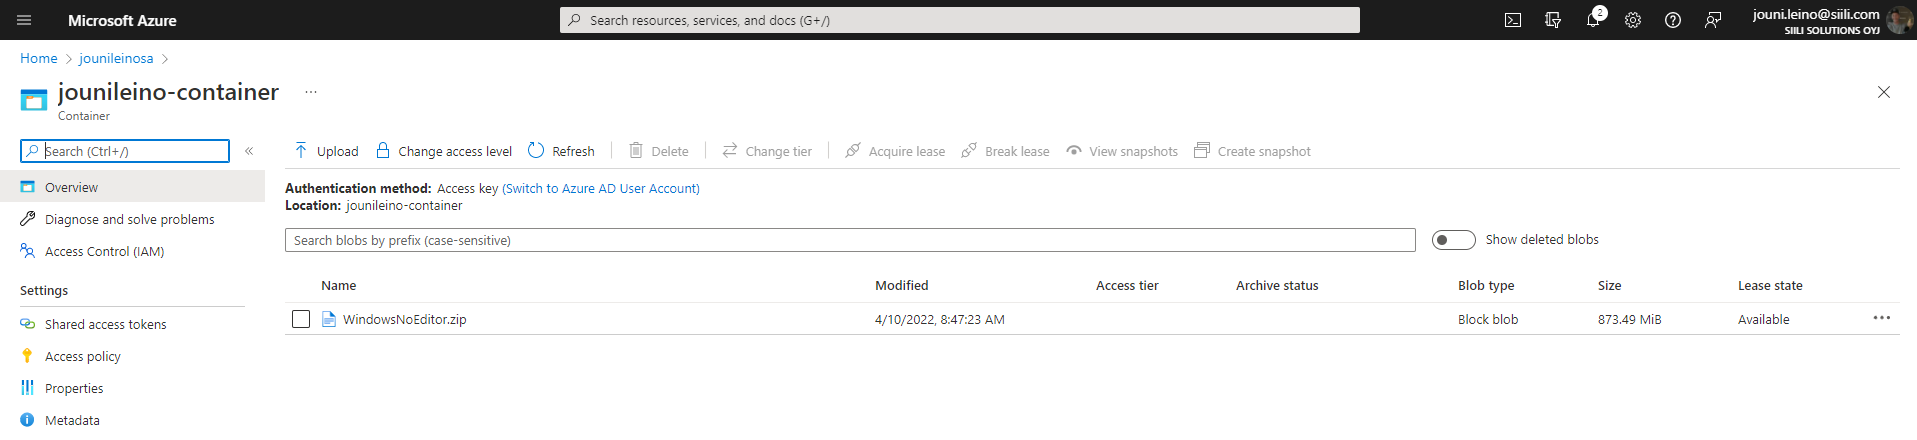 Microsoft Azure
Search resources, services, and docs (G+/)
2
jouni.leino@siili.com
SIILI SOLUTIONS OYJ
Home > jounileinosa >
jounileino-container ...
Container
Search (Ctrl+/) «
Overview
Diagnose and solve problems
Access Control (IAM)
Settings
Shared access tokens
Access policy
Properties
Metadata
Upload Change access level Refresh Delete Change tier Acquire lease Break lease View snapshots Create snapshot
Authentication method: Access key (Switch to Azure AD User Account)
Location: jounileino-container
Search blobs by prefix (case-sensitive)
Show deleted blobs
Name Modified Access tier Archive status Blob type Size Lease state
WindowsNoEditor.zip 4/10/2022, 8:47:23 AM Block blob 873.49 MiB Available ...